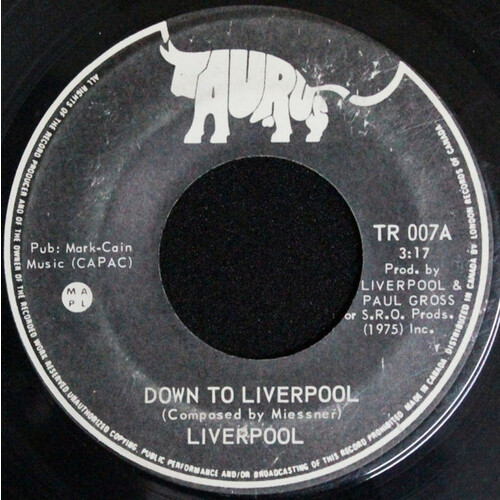 TAURUS
ALL RIGHTS OF THE RECORD PRODUCER AND OF THE OWNER OF THE RECORDED WORK RESERVED UNAUTHORIZED COPYING, PUBLIC PERFORMANCE AND/OR BROADCASTING OF THIS RECORD PROHIBITED. MADE IN CANADA. DISTRIBUTED IN CANADA BY LONDON RECORDS OF CANADA
TR 007A
3:17
Pub: Mark-Cain
Music (CAPAC)
Prod. by
LIVERPOOL &
PAUL GROSS
for S.R.O. Prods.
(1975) Inc.
M A
P L
DOWN TO LIVERPOOL
(Composed by Miessner)
LIVERPOOL